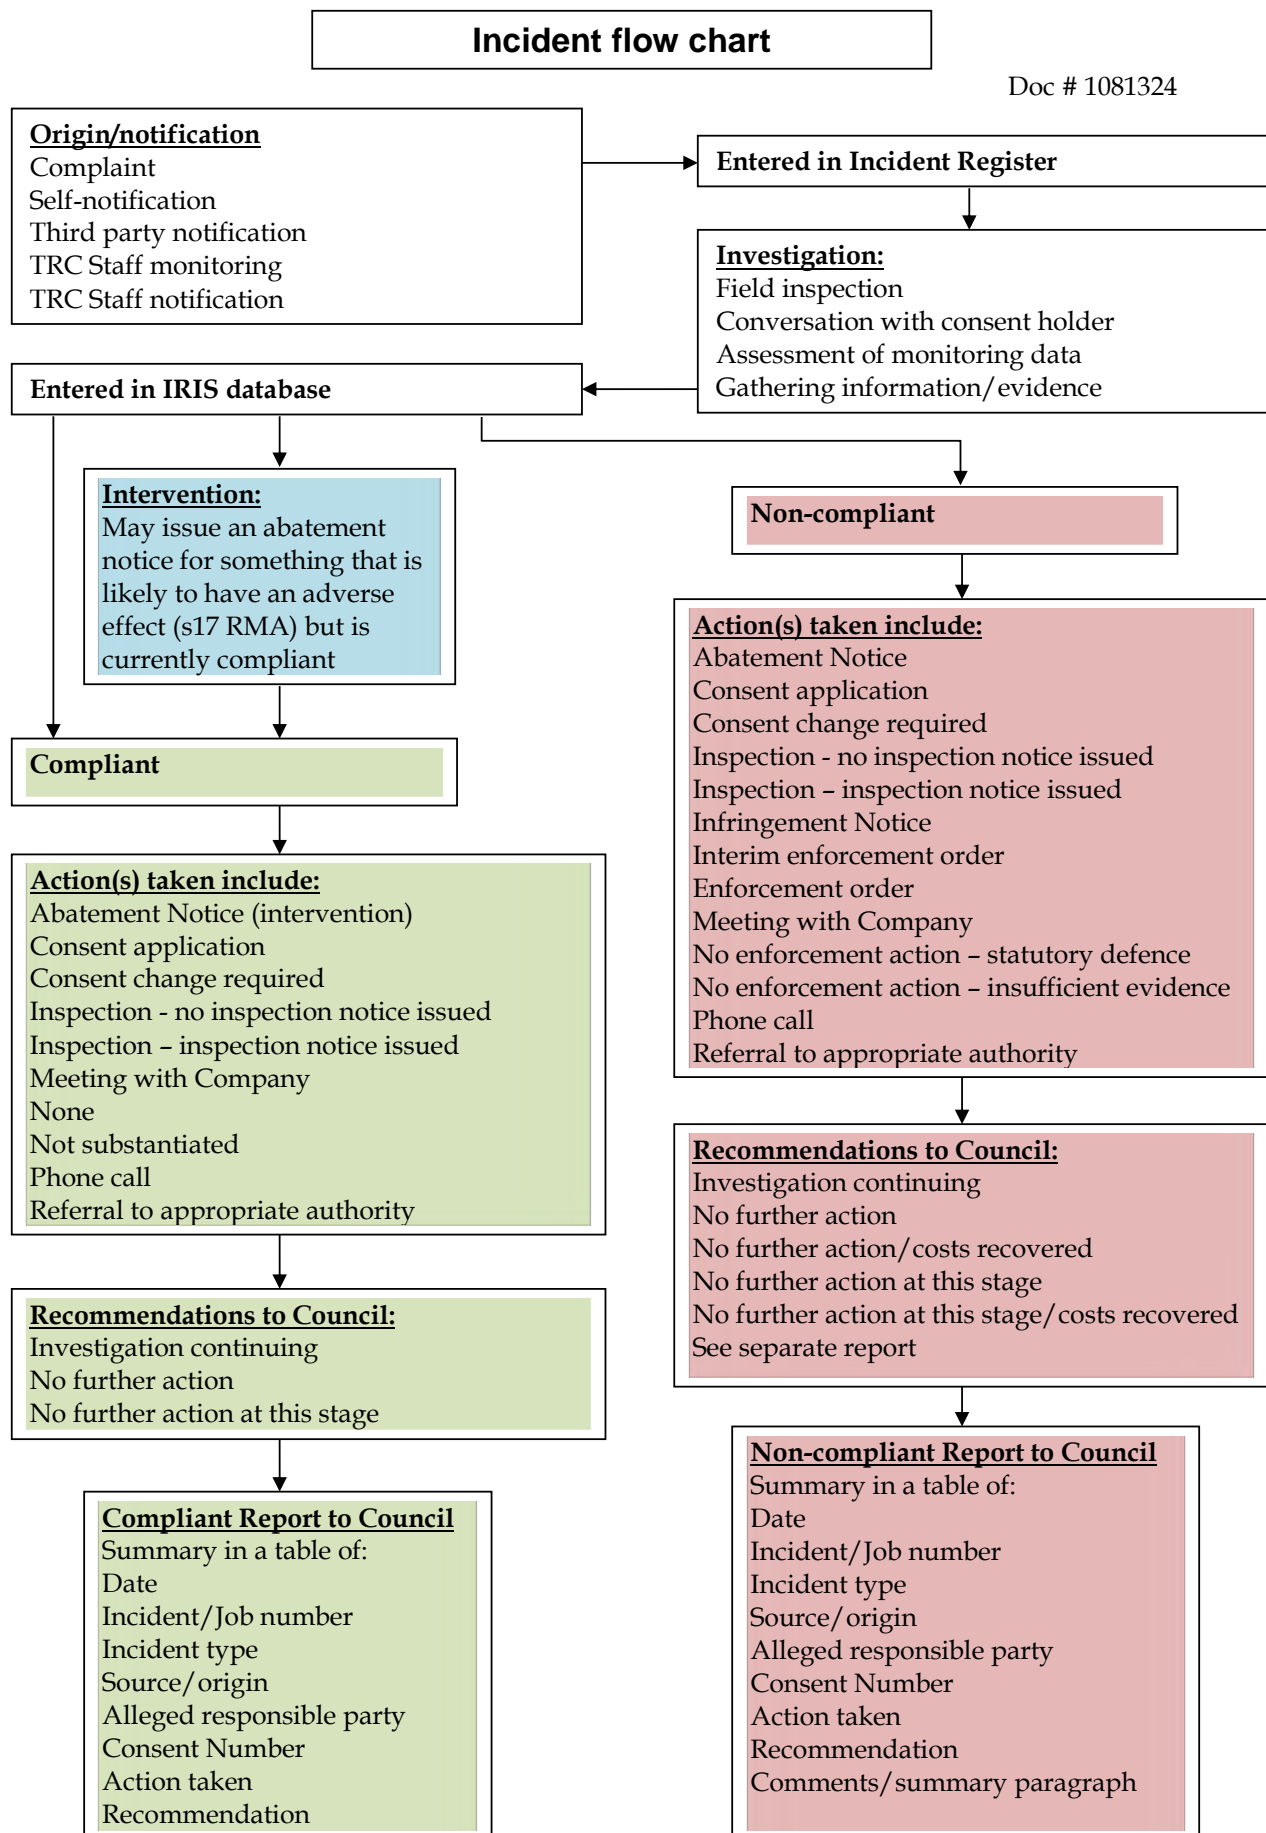 Incident flow chart
Doc # 1081324
Origin/notification
Complaint
Self-notification
Third party notification
TRC Staff monitoring
TRC Staff notification
Entered in Incident Register
Investigation:
Field inspection
Conversation with consent holder
Assessment of monitoring data
Gathering information/evidence
Entered in IRIS database
Intervention:
May issue an abatement
notice for something that is
likely to have an adverse
effect (s17 RMA) but is
currently compliant
Compliant
Action(s) taken include:
Abatement Notice (intervention)
Consent application
Consent change required
Inspection - no inspection notice issued
Inspection – inspection notice issued
Meeting with Company
None
Not substantiated
Phone call
Referral to appropriate authority
Recommendations to Council:
Investigation continuing
No further action
No further action at this stage
Compliant Report to Council
Summary in a table of:
Date
Incident/Job number
Incident type
Source/origin
Alleged responsible party
Consent Number
Action taken
Recommendation
Non-compliant
Action(s) taken include:
Abatement Notice
Consent application
Consent change required
Inspection - no inspection notice issued
Inspection – inspection notice issued
Infringement Notice
Interim enforcement order
Enforcement order
Meeting with Company
No enforcement action – statutory defence
No enforcement action – insufficient evidence
Phone call
Referral to appropriate authority
Recommendations to Council:
Investigation continuing
No further action
No further action/costs recovered
No further action at this stage
No further action at this stage/costs recovered
See separate report
Non-compliant Report to Council
Summary in a table of:
Date
Incident/Job number
Incident type
Source/origin
Alleged responsible party
Consent Number
Action taken
Recommendation
Comments/summary paragraph